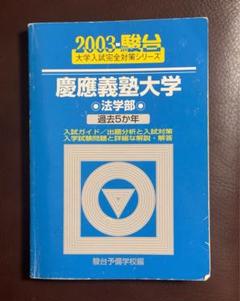 2003・駿台
大学入試完全対策シリーズ
慶應義塾大学
●法学部●
過去5か年
入試ガイド／出題分析と入試対策
入学試験問題と詳細な解説・解答
駿台予備学校編